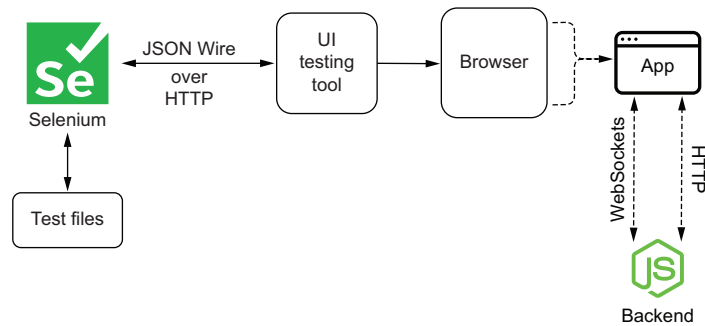 Se
Selenium
JSON Wire
over
HTTP
UI
testing
tool
Browser
App
Test files
WebSockets
HTTP
JS
Backend